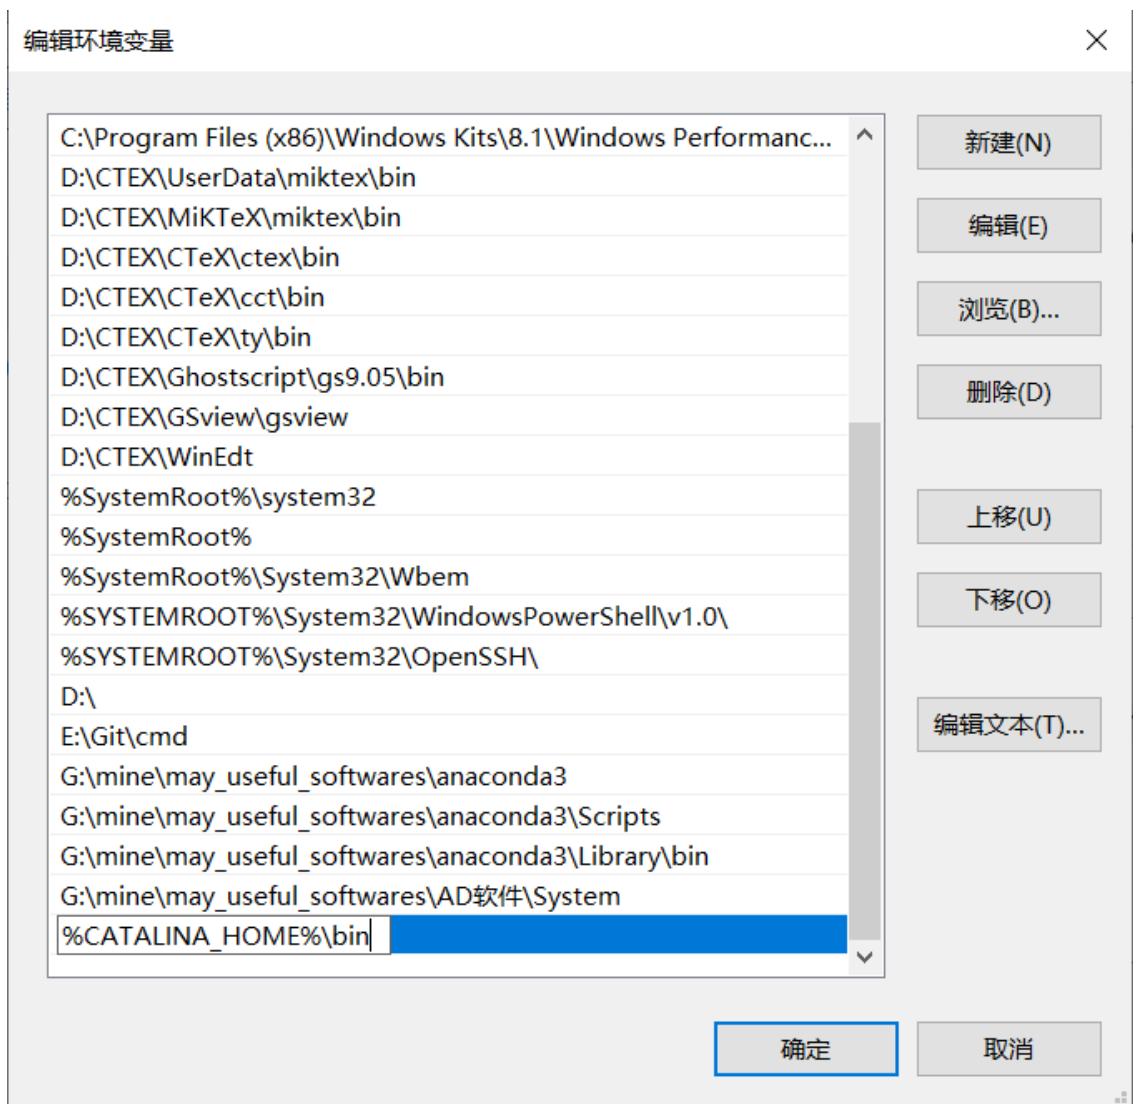 编辑环境变量
C:\Program Files (x86)\Windows Kits\8.1\Windows Performanc...
D:\CTEX\UserData\miktex\bin
D:\CTEX\MiKTeX\miktex\bin
D:\CTEX\CTeX\ctex\bin
D:\CTEX\CTeX\cct\bin
D:\CTEX\CTeX\ty\bin
D:\CTEX\Ghostscript\gs9.05\bin
D:\CTEX\GSview\gsview
D:\CTEX\WinEdt
%SystemRoot%\system32
%SystemRoot%
%SystemRoot%\System32\Wbem
%SYSTEMROOT%\System32\WindowsPowerShell\v1.0\
%SYSTEMROOT%\System32\OpenSSH\
D:\
E:\Git\cmd
G:\mine\may_useful_softwares\anaconda3
G:\mine\may_useful_softwares\anaconda3\Scripts
G:\mine\may_useful_softwares\anaconda3\Library\bin
G:\mine\may_useful_softwares\AD软件\System
%CATALINA_HOME%\bin
新建(N)
编辑(E)
浏览(B)...
删除(D)
上移(U)
下移(O)
编辑文本(T)...
确定
取消